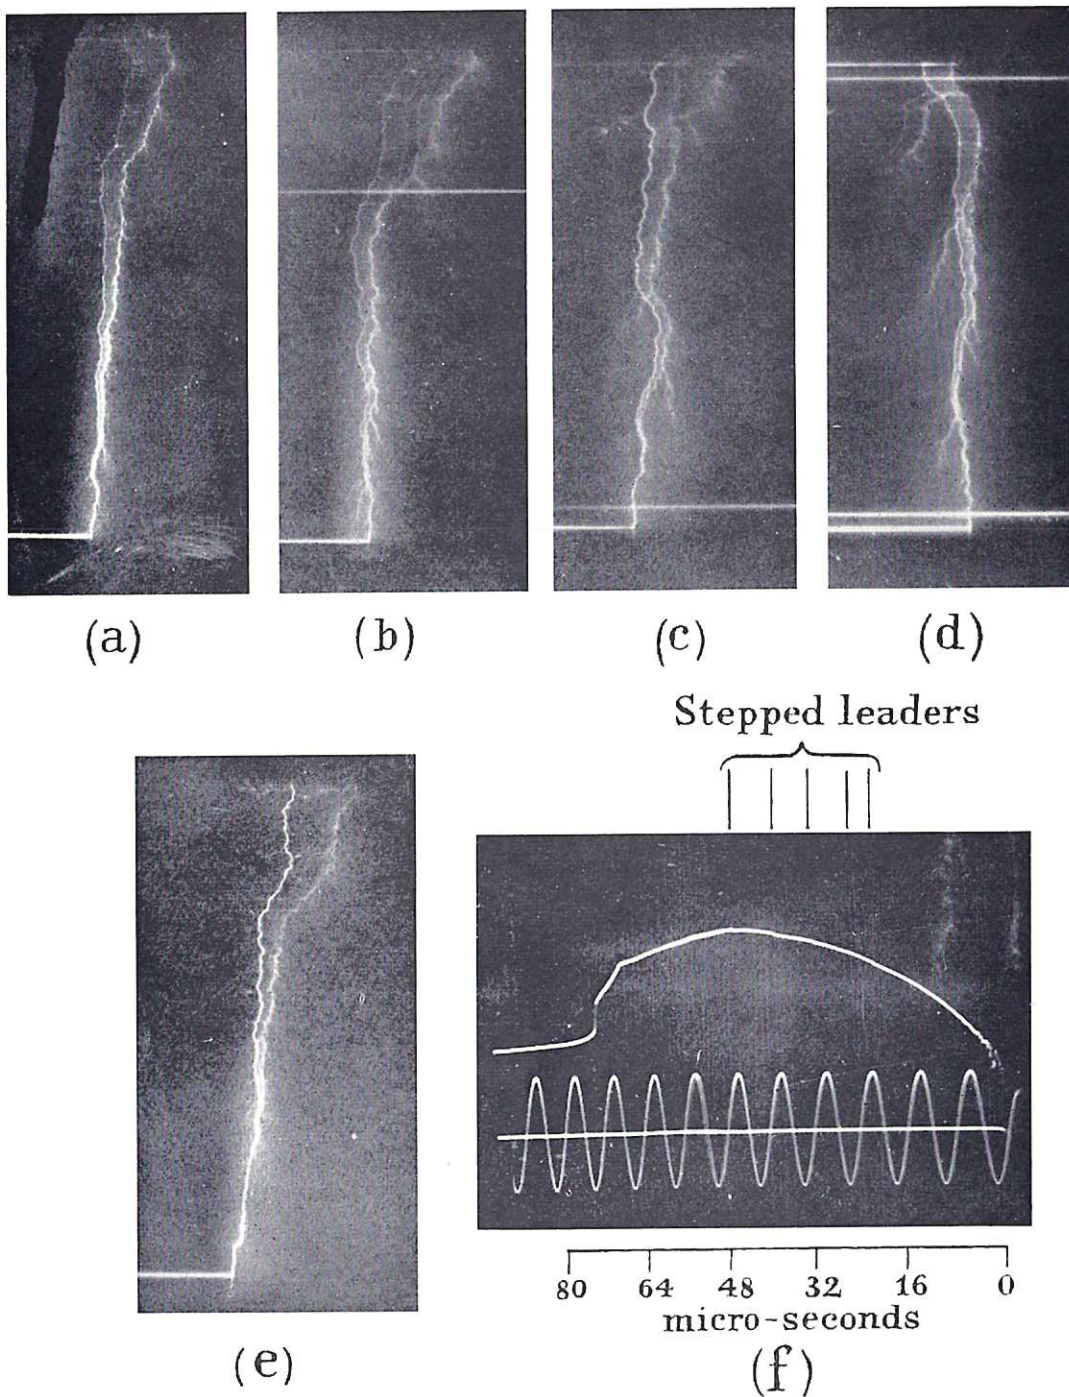 (a)
(b)
(c)
(d)
Stepped leaders
80 64 48 32 16 0
micro-seconds
(e)
(f)